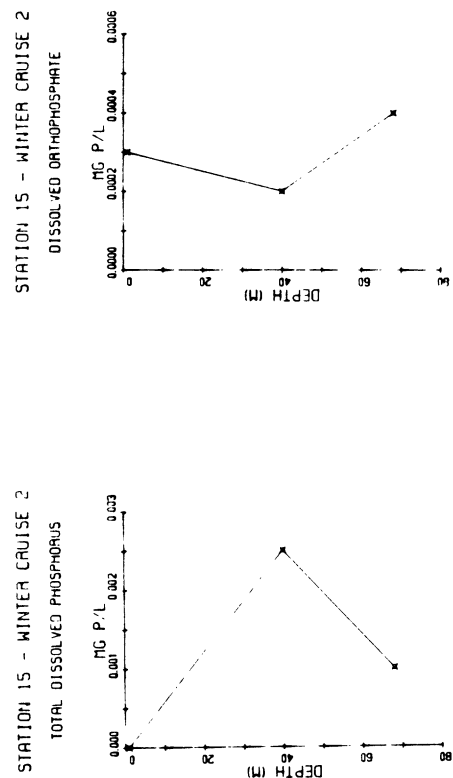 STATION 15 - WINTER CRUISE 2
DISSOLVED ORTHOPHOSPHATE
MG P/L
0.0000 0.0002 0.0004 0.0006
0
20
40
60
80
DEPTH (M)
STATION 15 - WINTER CRUISE 2
TOTAL DISSOLVED PHOSPHORUS
MG P/L
0.000 0.001 0.002 0.003
0
20
40
60
80
DEPTH (M)